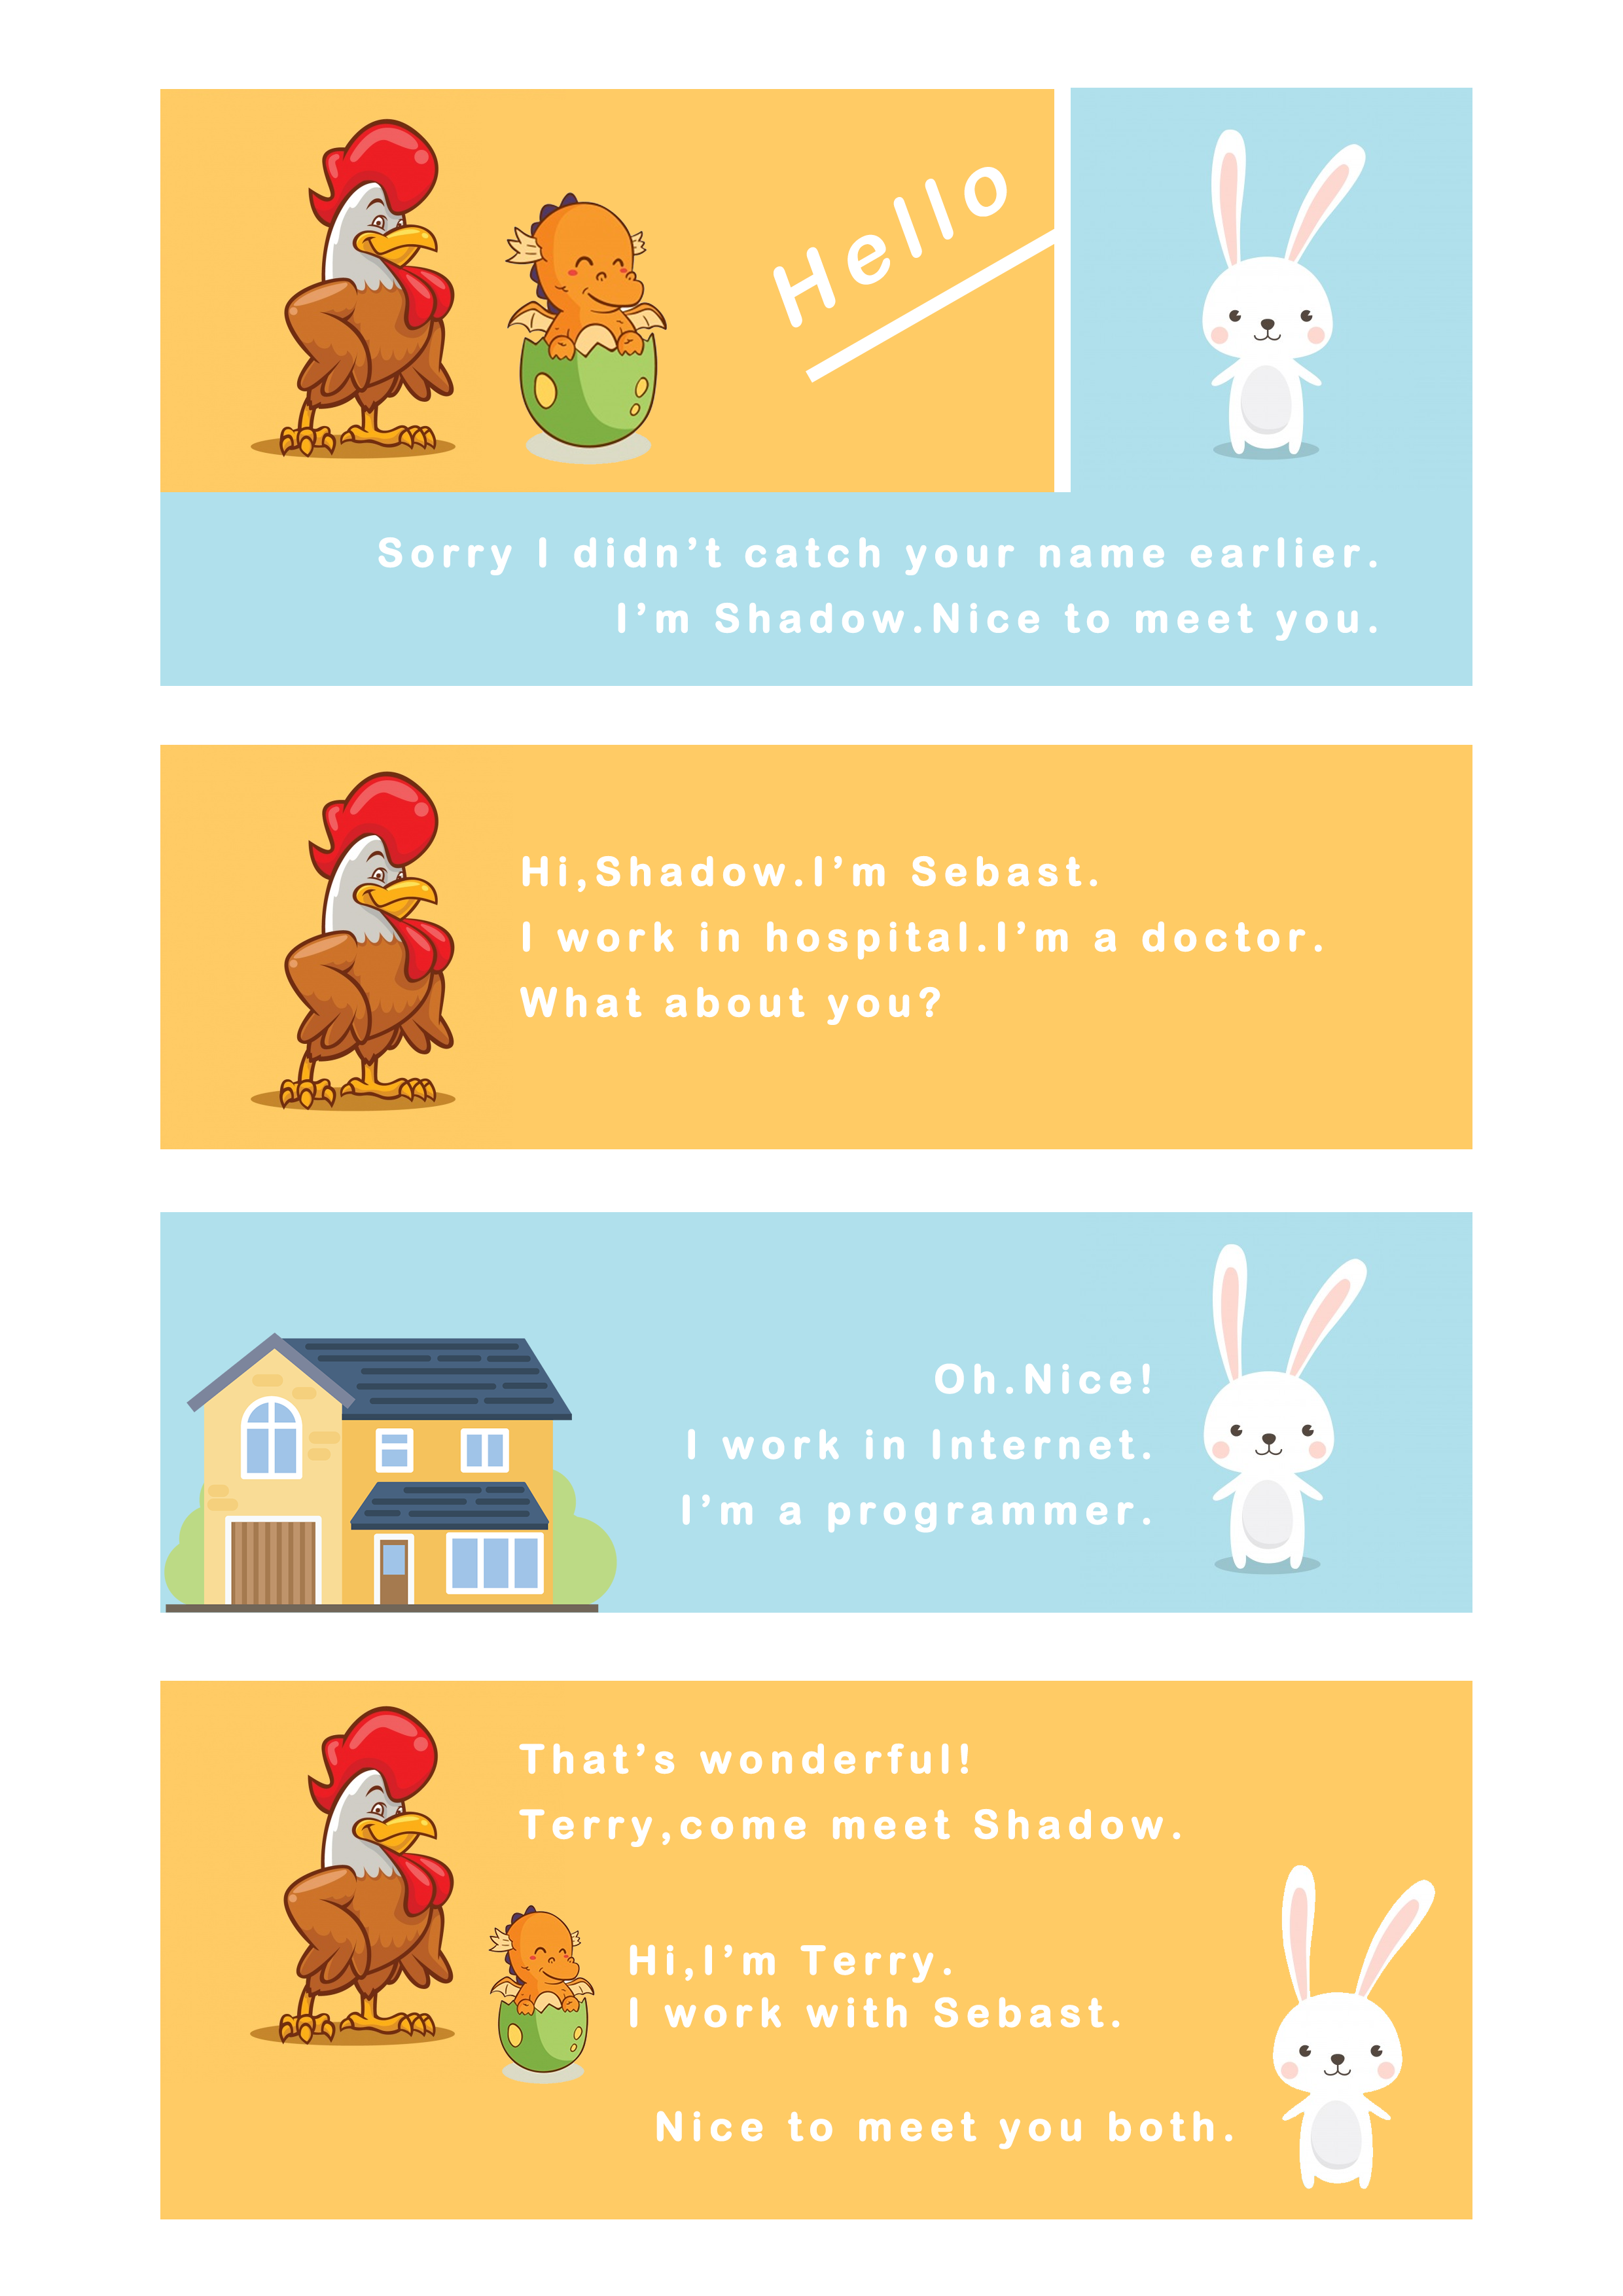 Hello
Sorry I didn’t catch your name earlier.
I’m Shadow.Nice to meet you.
Hi,Shadow.I’m Sebast.
I work in hospital.I’m a doctor.
What about you?
Oh.Nice!
I work in Internet.
I’m a programmer.
That’s wonderful!
Terry,come meet Shadow.
Hi,I’m Terry.
I work with Sebast.
Nice to meet you both.